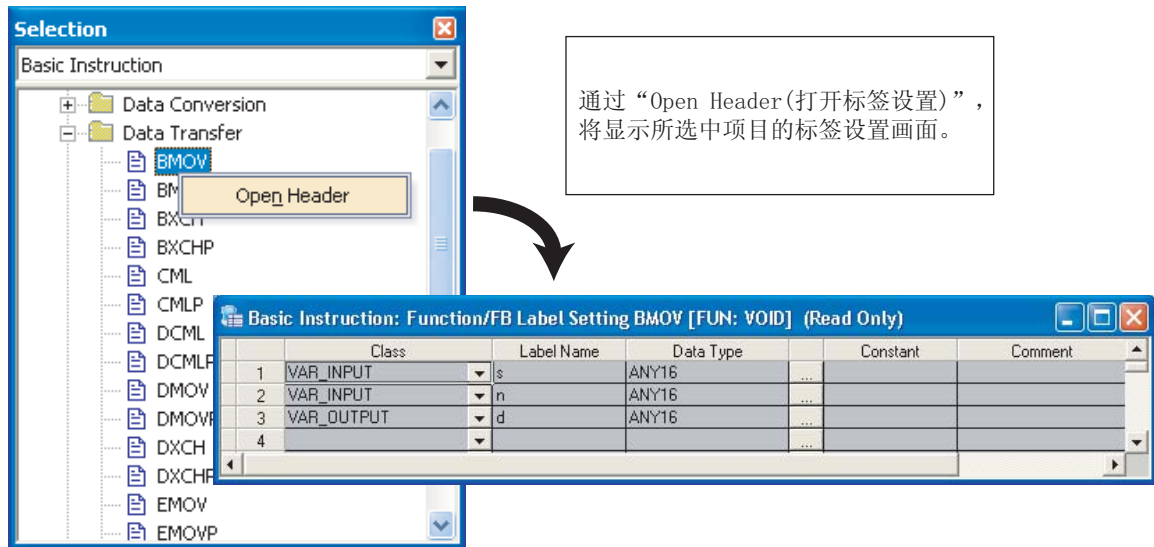 Selection
Basic Instruction
Data Conversion
Data Transfer
BMOV
Open Header
BXCHP
CML
CMLP
DCML
DMOV
DXCH
EMOV
EMOVP
通过“Open Header(打开标签设置)”，
将显示所选中项目的标签设置画面。
Basic Instruction: Function/FB Label Setting BMOV [FUN: VOID] (Read Only)
Class Label Name Data Type Constant Comment
1 VAR_INPUT s ANY16 ...
2 VAR_INPUT n ANY16 ...
3 VAR_OUTPUT d ANY16 ...
4 ...